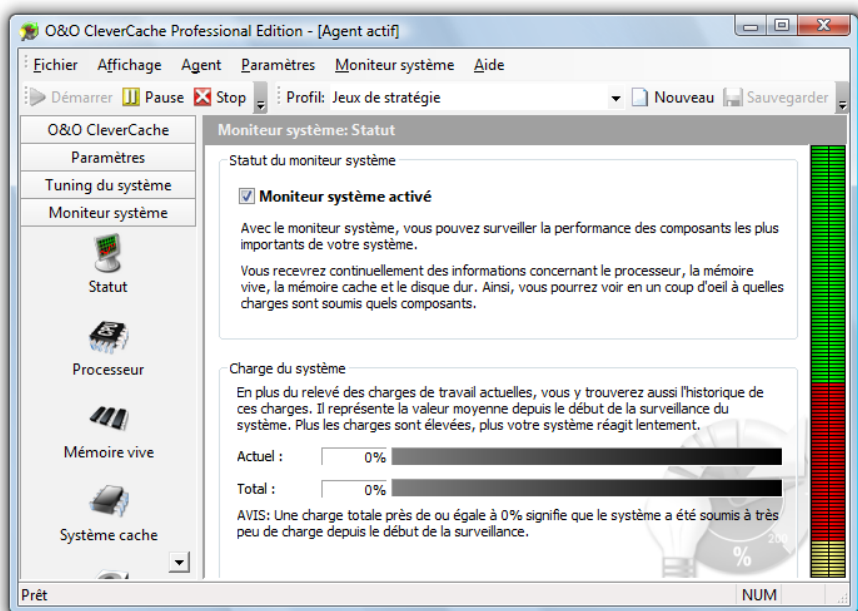 O&O CleverCache Professional Edition - [Agent actif]
Fichier Affichage Agent Paramètres Moniteur système Aide
Démarrer Pause Stop Profil: Jeux de stratégie Nouveau Sauvegarder
O&O CleverCache
Paramètres
Tuning du système
Moniteur système
Statut
Processeur
Mémoire vive
Système cache
Moniteur système: Statut
Statut du moniteur système
Moniteur système activé
Avec le moniteur système, vous pouvez surveiller la performance des composants les plus
importants de votre système.
Vous recevrez continuellement des informations concernant le processeur, la mémoire
vive, la mémoire cache et le disque dur. Ainsi, vous pourrez voir en un coup d'oeil à quelles
charges sont soumis quels composants.
Charge du système
En plus du relevé des charges de travail actuelles, vous y trouverez aussi l'historique de
ces charges. Il représente la valeur moyenne depuis le début de la surveillance du
système. Plus les charges sont élevées, plus votre système réagit lentement.
Actuel : 0%
Total : 0%
AVIS: Une charge totale près de ou égale à 0% signifie que le système a été soumis à très
peu de charge depuis le début de la surveillance.
200
%
Prêt NUM